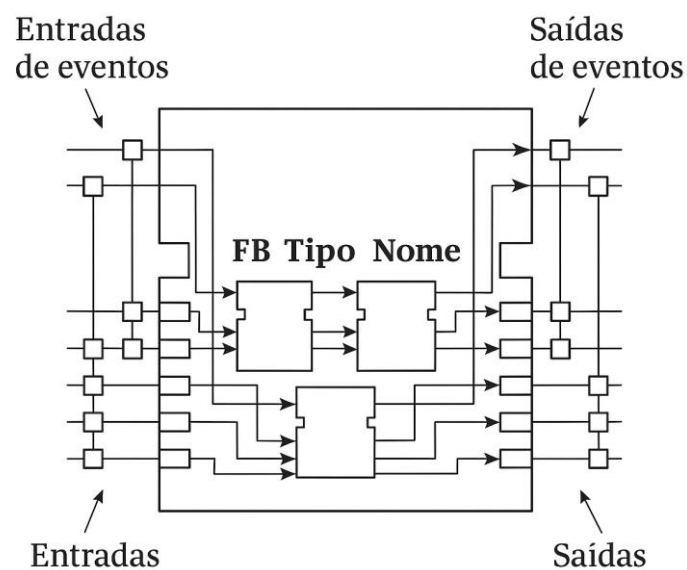 Entradas
de eventos
Saídas
de eventos
FB Tipo Nome
Entradas
Saídas